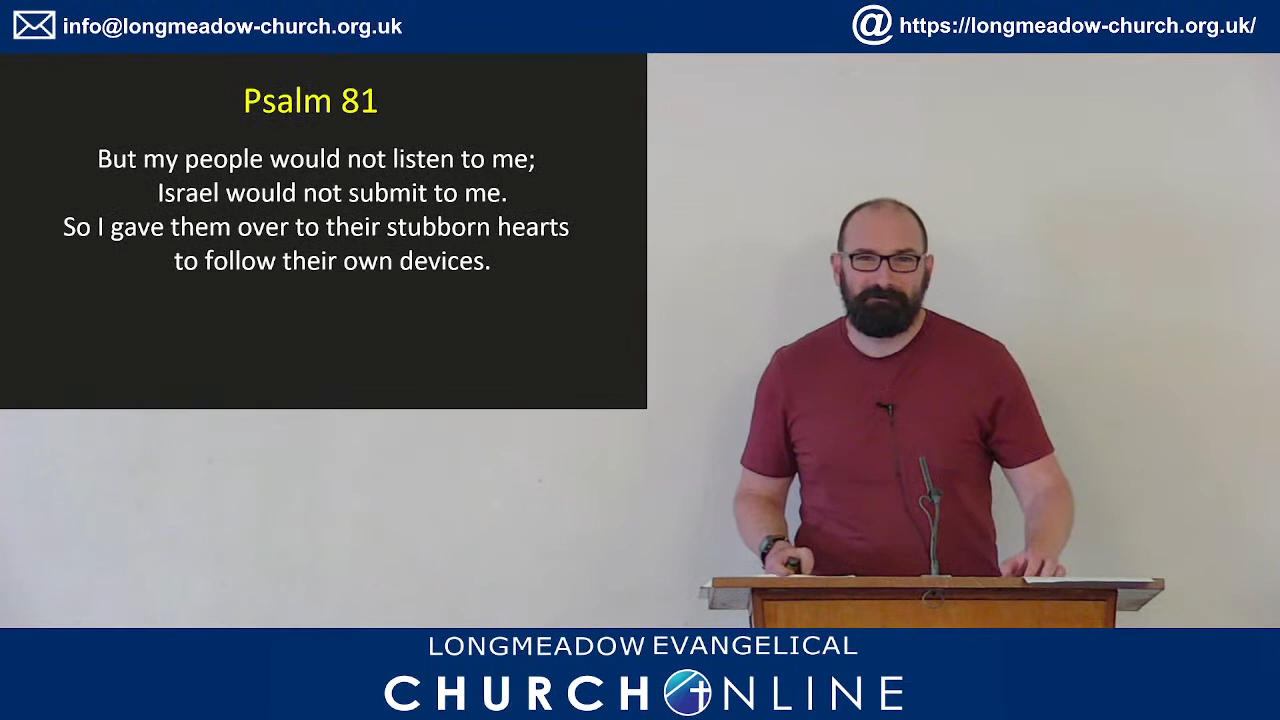 info@longmeadow-church.org.uk
@ https://longmeadow-church.org.uk/
Psalm 81
But my people would not listen to me;
Israel would not submit to me.
So I gave them over to their stubborn hearts
to follow their own devices.
LONGMEADOW EVANGELICAL
CHURCH ONLINE